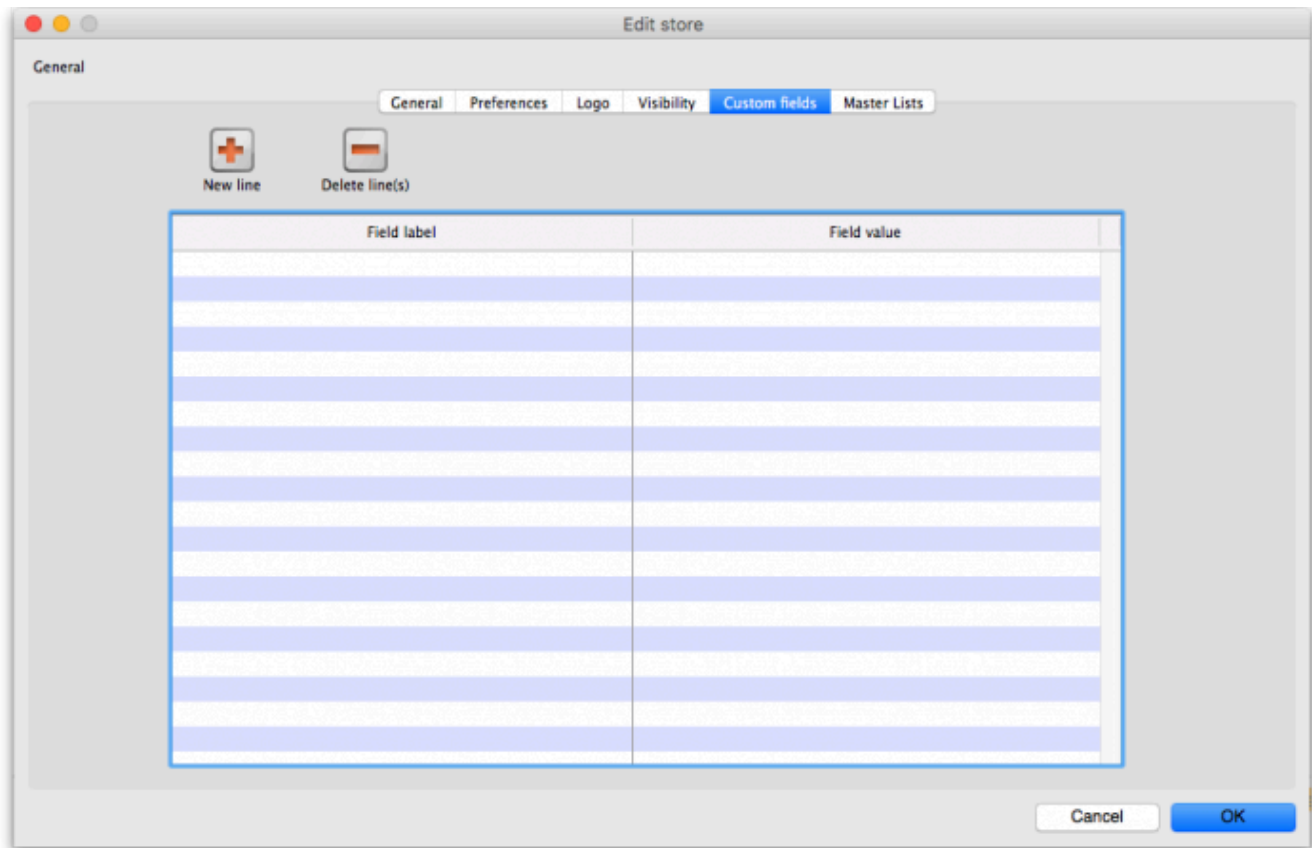 Edit store
General
General Preferences Logo Visibility Custom fields Master Lists
New line Delete line(s)
Field label Field value
Cancel OK